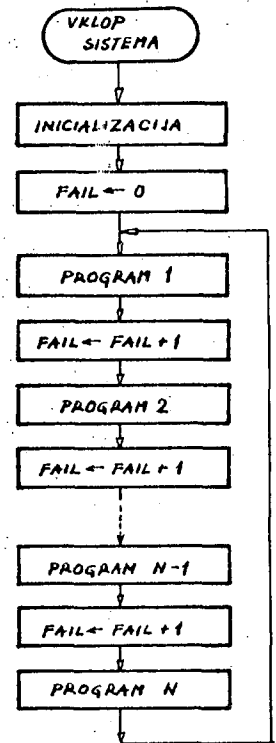 VKLOP
SISTEMA
INICIALIZACIJA
FAIL ← 0
PROGRAM 1
FAIL ← FAIL + 1
PROGRAM 2
FAIL ← FAIL + 1
PROGRAM N-1
FAIL ← FAIL + 1
PROGRAM N